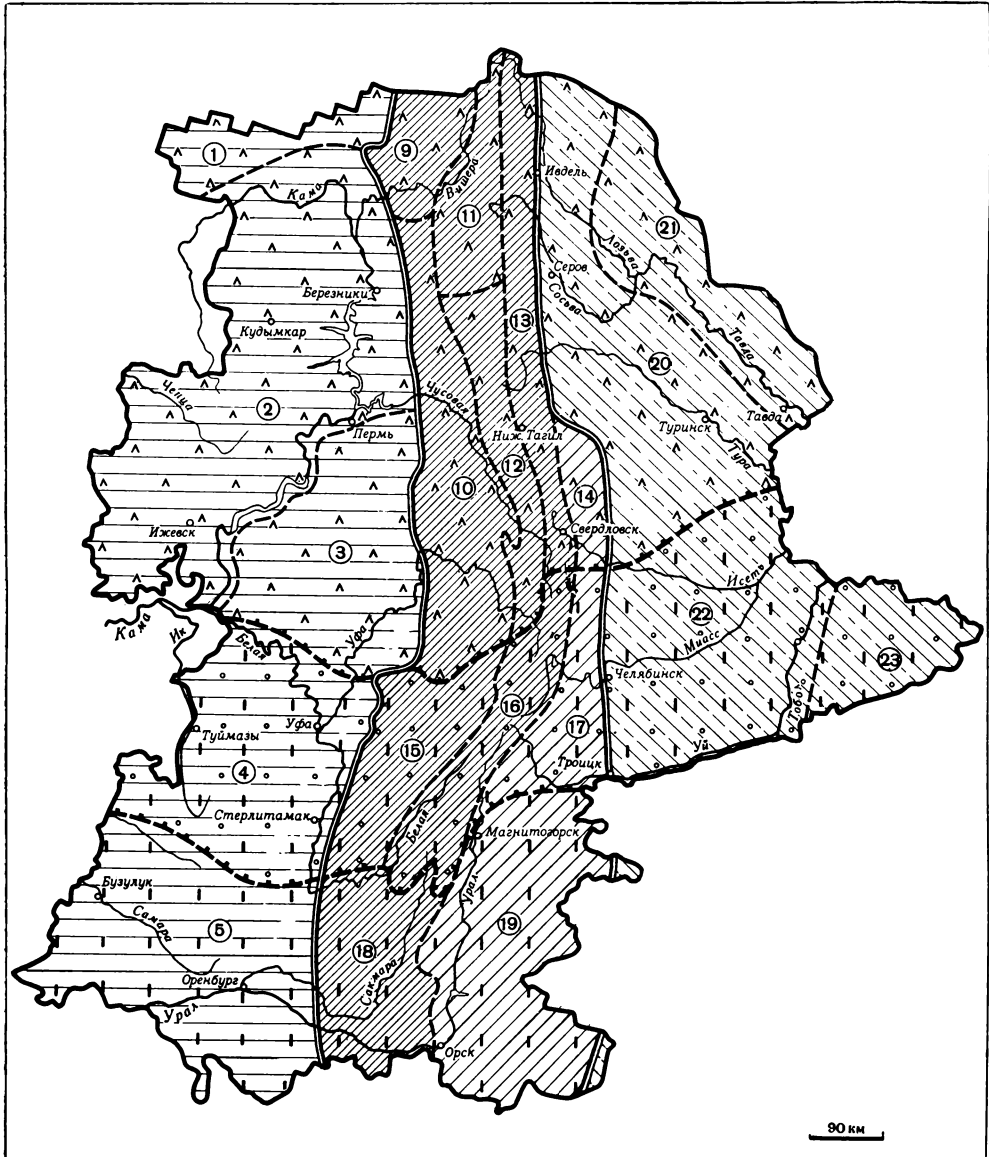 1
9
Кама
Вишера
Ивдель
11
21
Лозьва
Серов
Сосьва
Березники
Кудымкар
13
Тавда
20
Чепца
2
Чусовая
Пермь
Ниж. Тагил
Туринск
Тавда
Тура
12
10
14
Свердловск
Ижевск
3
Исеть
22
Кама
Ик
Белая
Уфа
Миасс
23
Челябинск
Тобол
Уфа
16
17
Туймазы
15
Уй
4
Троицк
Стерлитамак
Белая
Магнитогорск
Урал
Бузулук
Самара
5
19
18
Сакмара
Оренбург
Урал
Орск
90 км